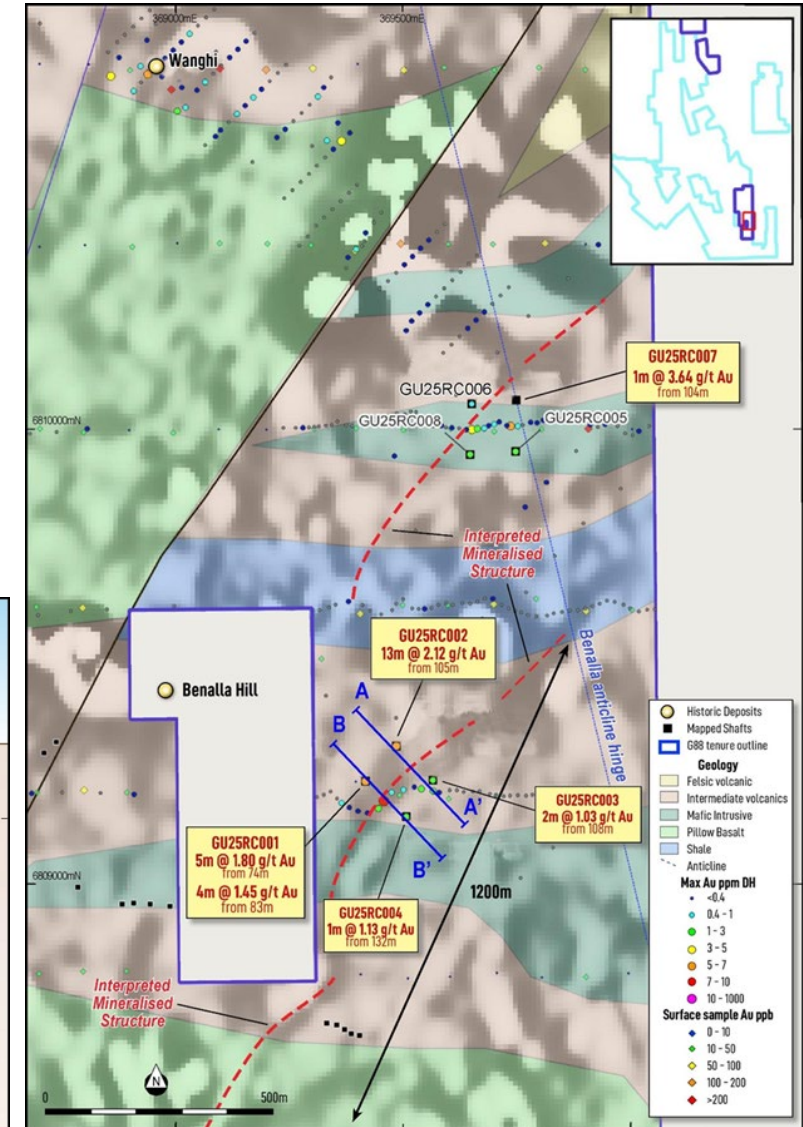 369000mE
369500mE
Wanghi
GU25RC007
1m @ 3.64 g/t Au
from 104m
GU25RC006
GU25RC008
GU25RC005
6810000mN
Interpreted
Mineralised
Structure
GU25RC002
13m @ 2.12 g/t Au
from 105m
Benalla Hill
Benalla anticline hinge
A
B
A'
B'
GU25RC003
2m @ 1.03 g/t Au
from 108m
GU25RC001
5m @ 1.80 g/t Au
from 74m
4m @ 1.45 g/t Au
from 83m
6809000mN
1200m
GU25RC004
1m @ 1.13 g/t Au
from 132m
Interpreted
Mineralised
Structure
N
0
500m
Historic Deposits
Mapped Shafts
G88 tenure outline
Geology
Felsic volcanic
Intermediate volcanics
Mafic Intrusive
Pillow Basalt
Shale
Anticline
Max Au ppm DH
<0.4
0.4 - 1
1 - 3
3 - 5
5 - 7
7 - 10
10 - 1000
Surface sample Au ppb
0 - 10
10 - 50
50 - 100
100 - 200
>200